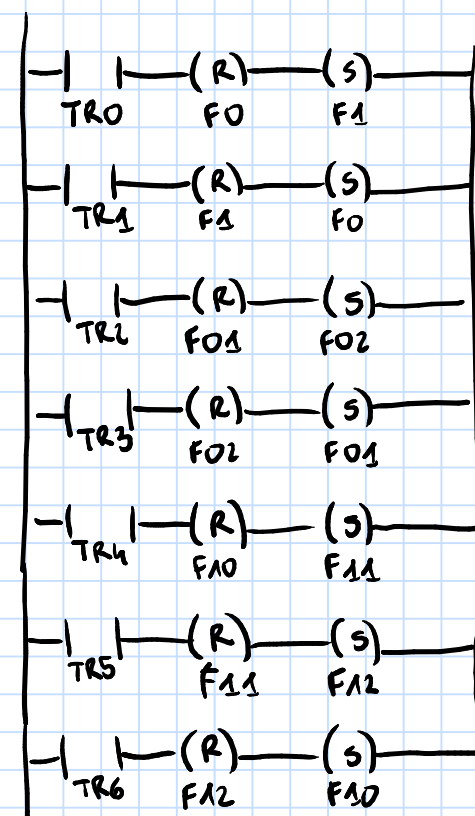 (R) (S)
TR0 F0 F1
(R) (S)
TR1 F1 F0
(R) (S)
TR2 F01 F02
(R) (S)
TR3 F02 F01
(R) (S)
TR4 F10 F11
(R) (S)
TR5 F11 F12
(R) (S)
TR6 F12 F10